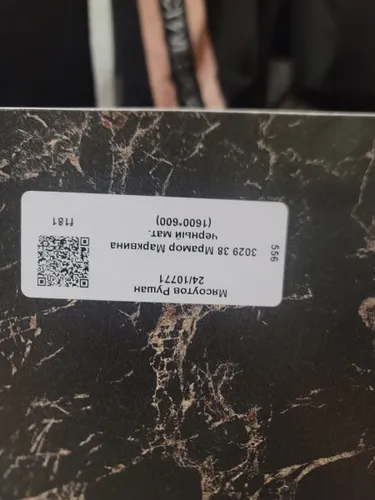 Мясоутов Рушан
24/10771
3029 38 Мрамор Марквина
черный мат.
(1600*600)
f181
556